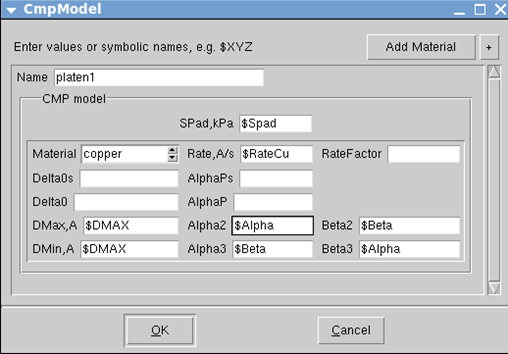 CmpModel
Enter values or symbolic names, e.g. $XYZ Add Material +
Name platen1
CMP model
SPad,kPa $Spad
Material copper Rate,A/s $RateCu RateFactor
Delta0s AlphaPs
Delta0 AlphaP
DMax,A $DMAX Alpha2 $Alpha Beta2 $Beta
DMin,A $DMAX Alpha3 $Beta Beta3 $Alpha
OK Cancel